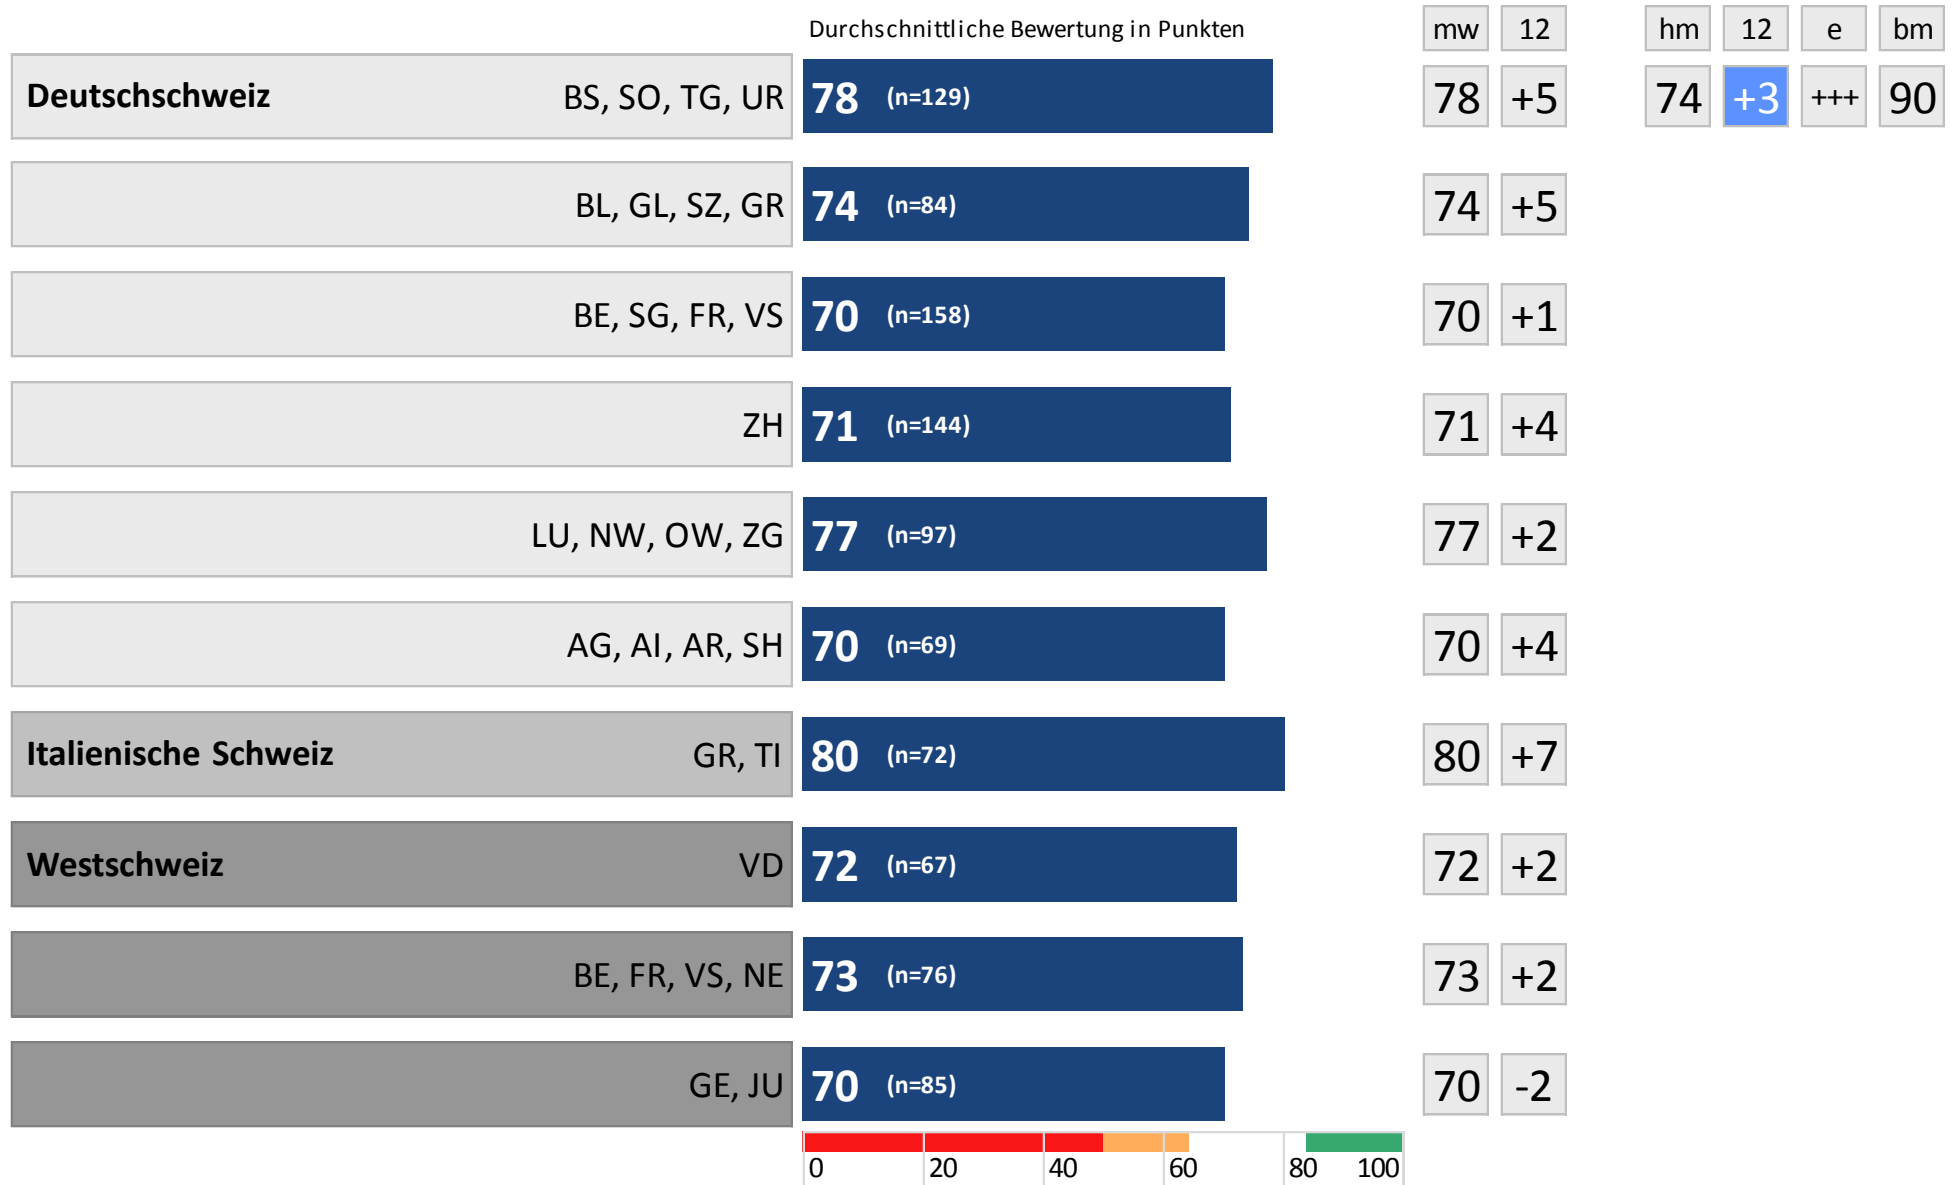 Durchschnittliche Bewertung in Punkten mw 12 hm 12 e bm
Deutschschweiz BS, SO, TG, UR 78 (n=129) 78 +5 74 +3 +++ 90
BL, GL, SZ, GR 74 (n=84) 74 +5
BE, SG, FR, VS 70 (n=158) 70 +1
ZH 71 (n=144) 71 +4
LU, NW, OW, ZG 77 (n=97) 77 +2
AG, AI, AR, SH 70 (n=69) 70 +4
Italienische Schweiz GR, TI 80 (n=72) 80 +7
Westschweiz VD 72 (n=67) 72 +2
BE, FR, VS, NE 73 (n=76) 73 +2
GE, JU 70 (n=85) 70 -2
0 20 40 60 80 100